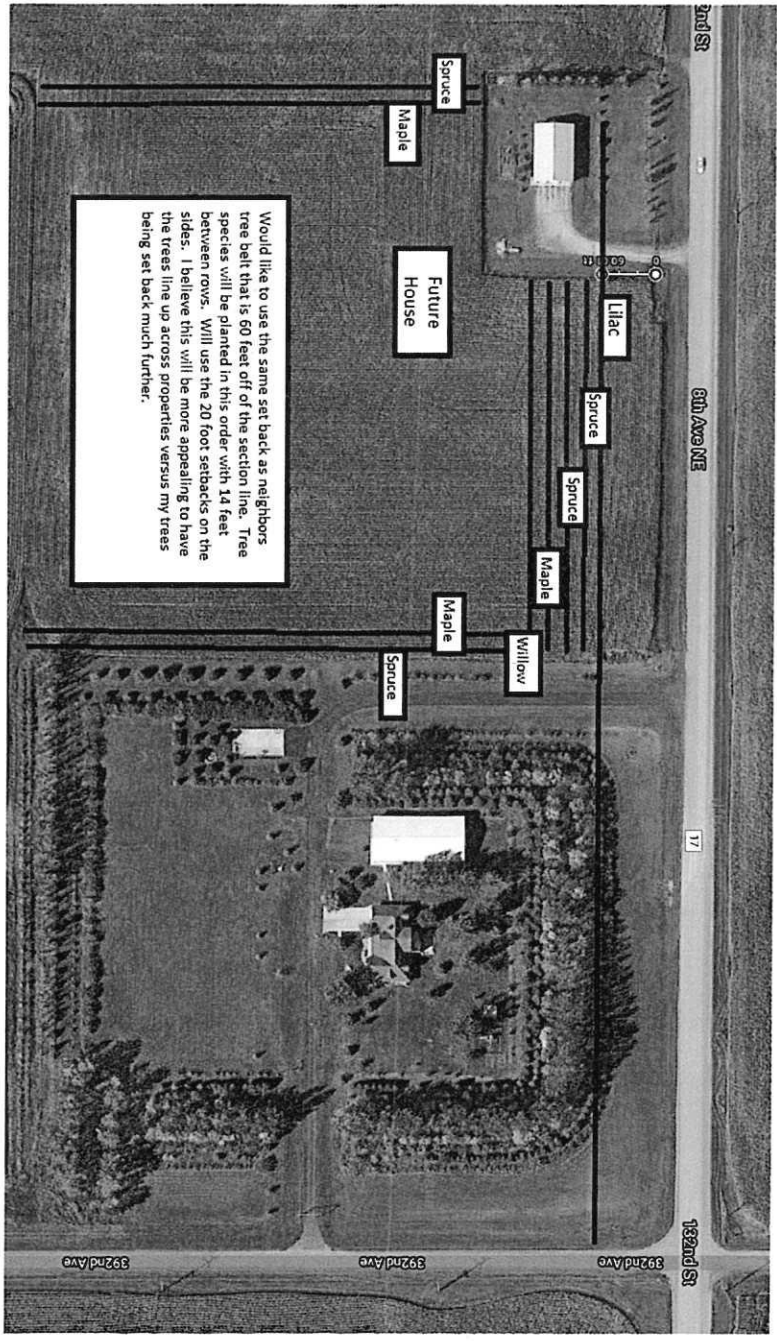 2nd St
8th Ave NE
17
132nd St
392nd Ave
392nd Ave
392nd Ave
0
Lilac
Spruce
Spruce
Maple
Willow
Spruce
Maple
Maple
Spruce
Future
House
Would like to use the same set back as neighbors
tree belt that is 60 feet off of the section line. Tree
species will be planted in this order with 14 feet
between rows. Will use the 20 foot setbacks on the
sides. I believe this will be more appealing to have
the trees line up across properties versus my trees
being set back much further.